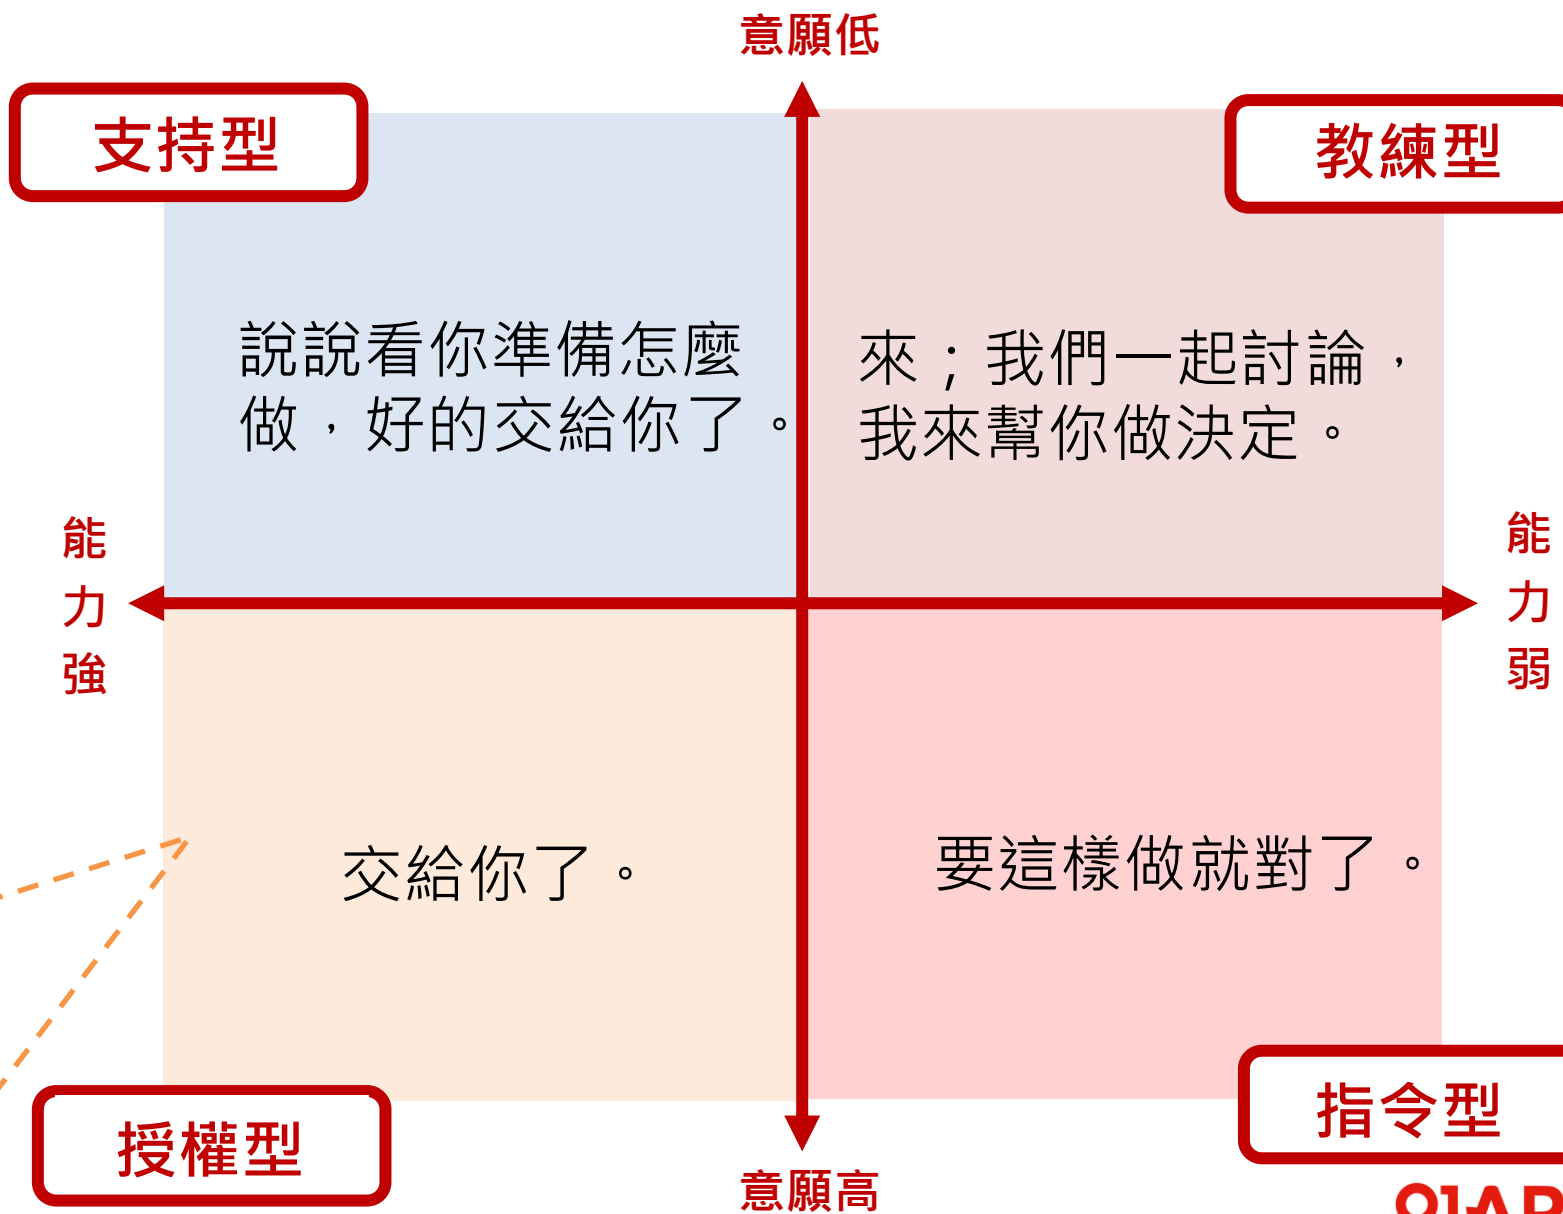 意願低
支持型
教練型
說說看你準備怎麼
做，好的交給你了。
來；我們一起討論，
我來幫你做決定。
能力強
能力弱
交給你了。
要這樣做就對了。
授權型
指令型
意願高